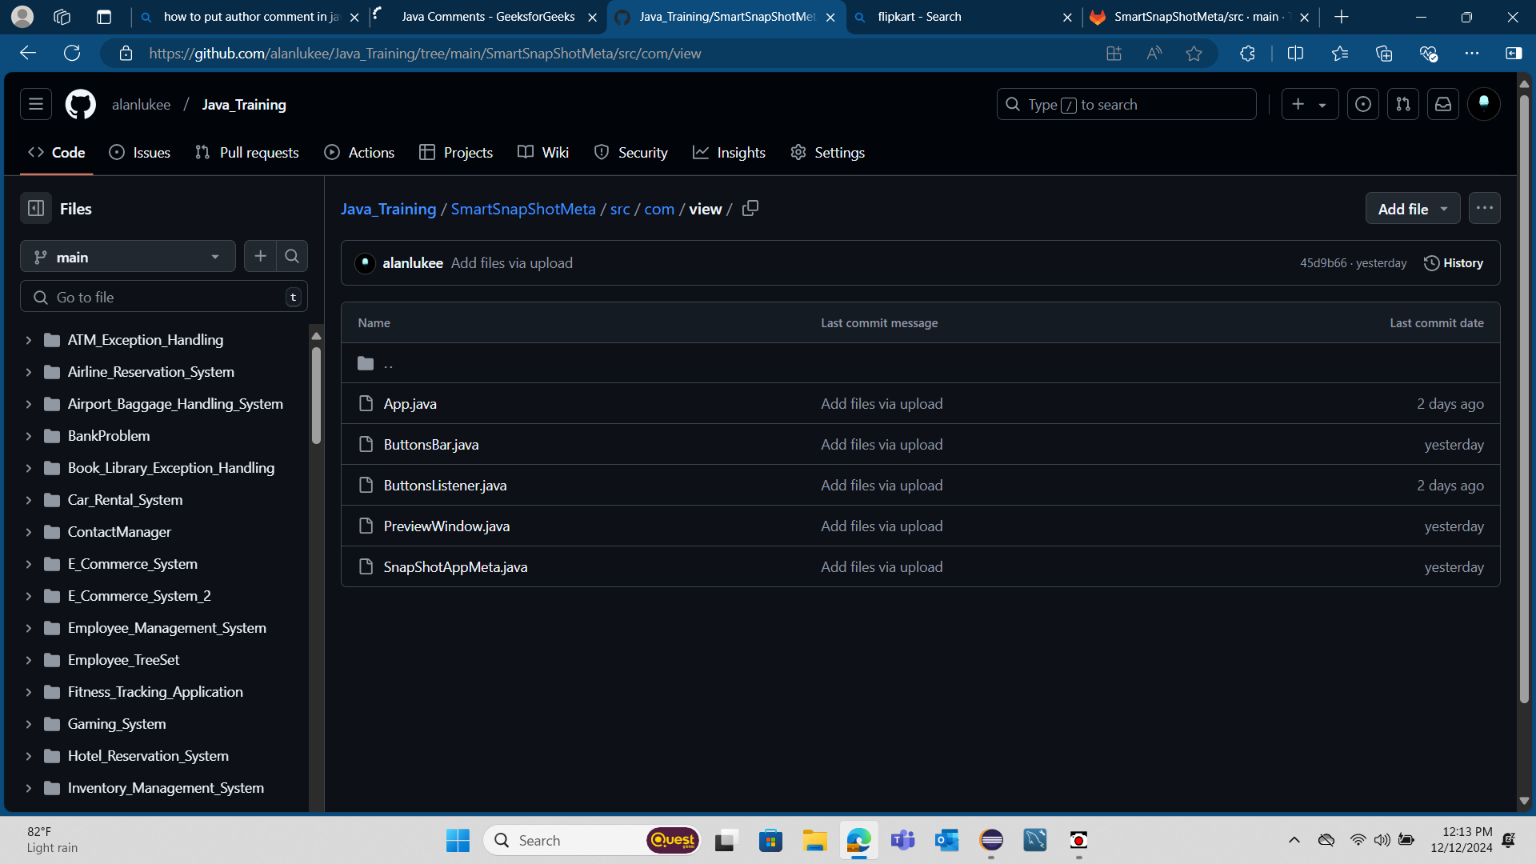 how to put author comment in ja
Java Comments - GeeksforGeeks
Java_Training/SmartSnapShotMet
flipkart - Search
SmartSnapShotMeta/src · main ·
https://github.com/alanlukee/Java_Training/tree/main/SmartSnapShotMeta/src/com/view
alanlukee / Java_Training
Type / to search
Code
Issues
Pull requests
Actions
Projects
Wiki
Security
Insights
Settings
Files
Java_Training / SmartSnapShotMeta / src / com / view /
Add file
main
alanlukee Add files via upload
45d9b66 · yesterday
History
Go to file
t
Name Last commit message Last commit date
..
App.java Add files via upload 2 days ago
ButtonsBar.java Add files via upload yesterday
ButtonsListener.java Add files via upload 2 days ago
PreviewWindow.java Add files via upload yesterday
SnapShotAppMeta.java Add files via upload yesterday
ATM_Exception_Handling
Airline_Reservation_System
Airport_Baggage_Handling_System
BankProblem
Book_Library_Exception_Handling
Car_Rental_System
ContactManager
E_Commerce_System
E_Commerce_System_2
Employee_Management_System
Employee_TreeSet
Fitness_Tracking_Application
Gaming_System
Hotel_Reservation_System
Inventory_Management_System
82°F
Light rain
Search
Quest
12:13 PM
12/12/2024